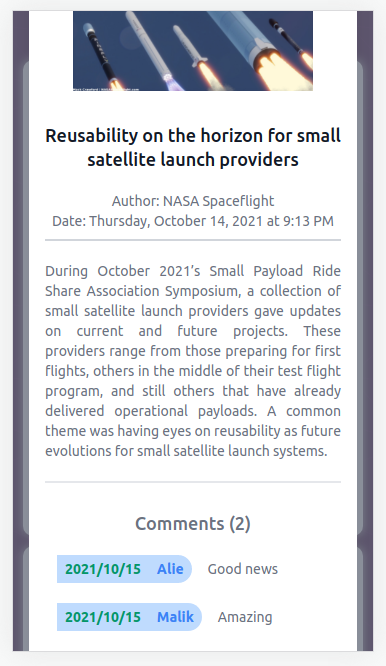 Reusability on the horizon for small
satellite launch providers
Author: NASA Spaceflight
Date: Thursday, October 14, 2021 at 9:13 PM
During October 2021’s Small Payload Ride
Share Association Symposium, a collection of
small satellite launch providers gave updates
on current and future projects. These
providers range from those preparing for first
flights, others in the middle of their test flight
program, and still others that have already
delivered operational payloads. A common
theme was having eyes on reusability as future
evolutions for small satellite launch systems.
Comments (2)
2021/10/15 Alie Good news
2021/10/15 Malik Amazing